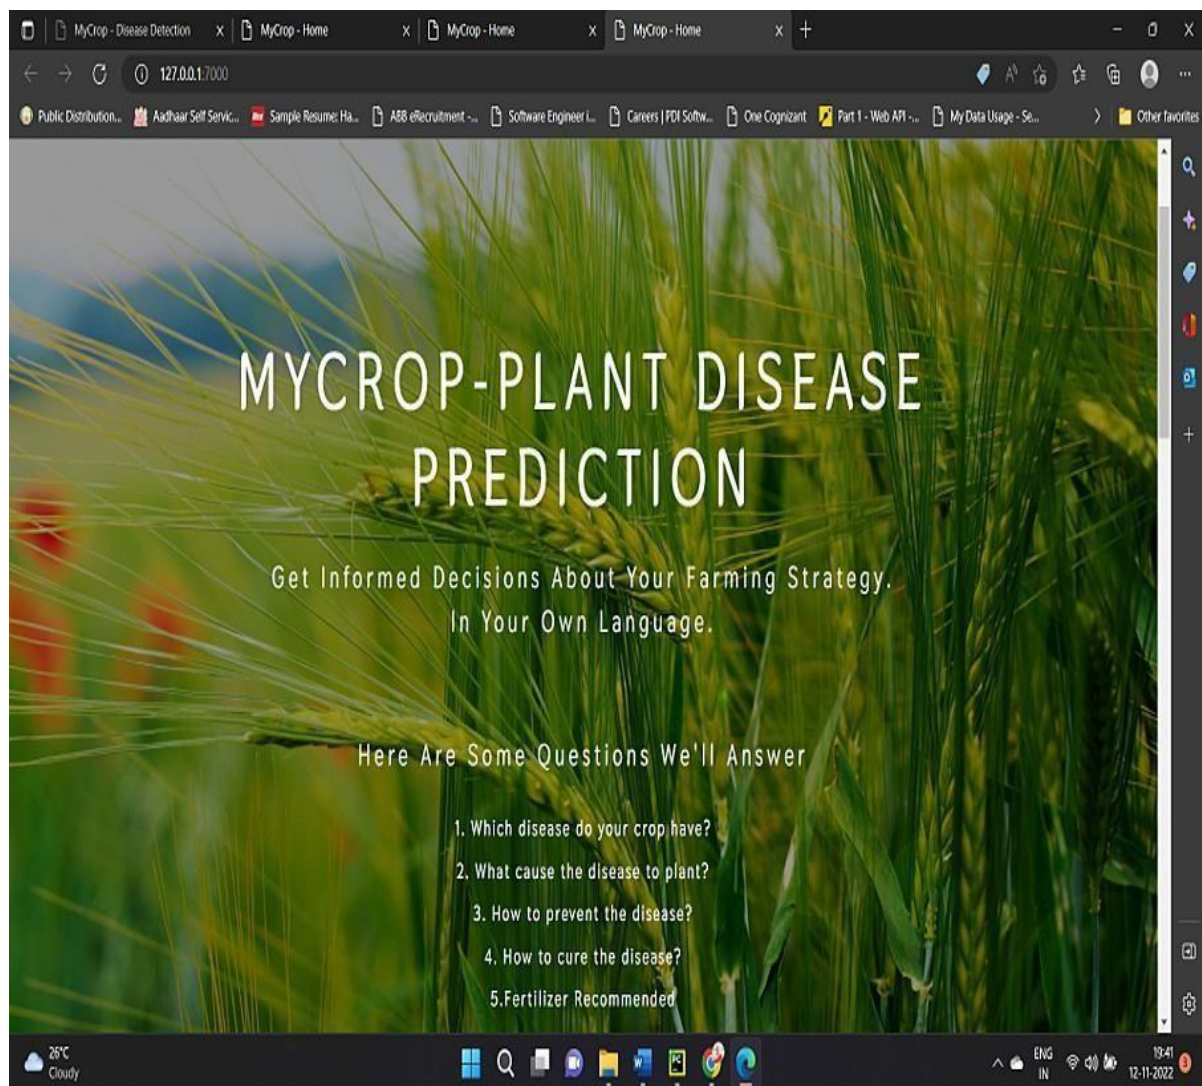 MyCrop - Disease Detection
MyCrop - Home
MyCrop - Home
MyCrop - Home
127.0.0.1:7000
Public Distribution...
Aadhaar Self Servic...
Sample Resume: Ha...
ABB eRecruitment -...
Software Engineer i...
Careers | PDI Softw...
One Cognizant
Part 1 - Web API -...
My Data Usage - Se...
Other favorites
MYCROP-PLANT DISEASE
PREDICTION
Get Informed Decisions About Your Farming Strategy.
In Your Own Language.
Here Are Some Questions We'll Answer
1. Which disease do your crop have?
2. What cause the disease to plant?
3. How to prevent the disease?
4. How to cure the disease?
5.Fertilizer Recommended
26°C
Cloudy
ENG
IN
19:41
12-11-2022
3